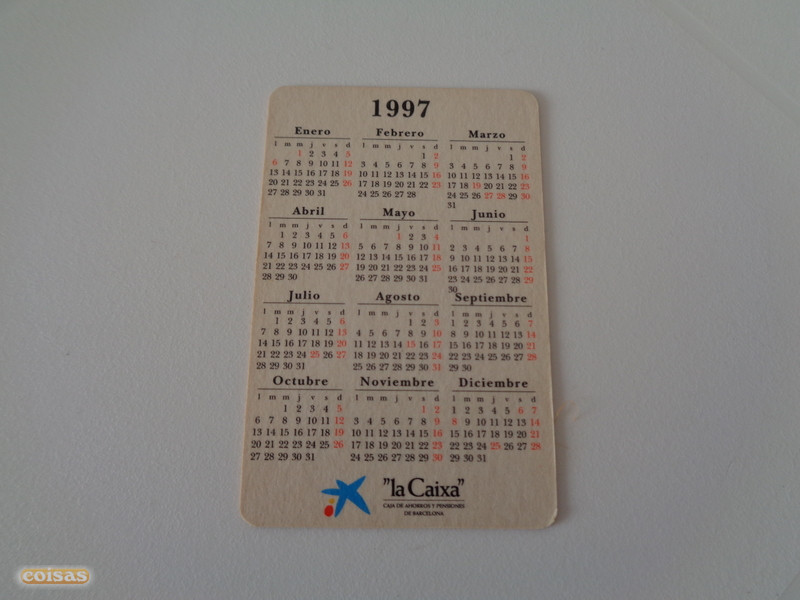 1997
Enero Febrero Marzo
l m m j v s d l m m j v s d l m m j v s d
1 2 3 4 5 1 2 1 2
6 7 8 9 10 11 12 3 4 5 6 7 8 9 3 4 5 6 7 8 9
13 14 15 16 17 18 19 10 11 12 13 14 15 16 10 11 12 13 14 15 16
20 21 22 23 24 25 26 17 18 19 20 21 22 23 17 18 19 20 21 22 23
27 28 29 30 31 24 25 26 27 28 24 25 26 27 28 29 30
31
Abril Mayo Junio
l m m j v s d l m m j v s d l m m j v s d
1 2 3 4 5 6 1 2 3 4 1
7 8 9 10 11 12 13 5 6 7 8 9 10 11 2 3 4 5 6 7 8
14 15 16 17 18 19 20 12 13 14 15 16 17 18 9 10 11 12 13 14 15
21 22 23 24 25 26 27 19 20 21 22 23 24 25 16 17 18 19 20 21 22
28 29 30 26 27 28 29 30 31 23 24 25 26 27 28 29
30
Julio Agosto Septiembre
l m m j v s d l m m j v s d l m m j v s d
1 2 3 4 5 6 1 2 3 1 2 3 4 5 6 7
7 8 9 10 11 12 13 4 5 6 7 8 9 10 8 9 10 11 12 13 14
14 15 16 17 18 19 20 11 12 13 14 15 16 17 15 16 17 18 19 20 21
21 22 23 24 25 26 27 18 19 20 21 22 23 24 22 23 24 25 26 27 28
28 29 30 31 25 26 27 28 29 30 31 29 30
Octubre Noviembre Diciembre
l m m j v s d l m m j v s d l m m j v s d
1 2 3 4 5 1 2 1 2 3 4 5 6 7
6 7 8 9 10 11 12 3 4 5 6 7 8 9 8 9 10 11 12 13 14
13 14 15 16 17 18 19 10 11 12 13 14 15 16 15 16 17 18 19 20 21
20 21 22 23 24 25 26 17 18 19 20 21 22 23 22 23 24 25 26 27 28
27 28 29 30 31 24 25 26 27 28 29 30 29 30 31
"la Caixa"
CAJA DE AHORROS Y PENSIONES
DE BARCELONA
coisas